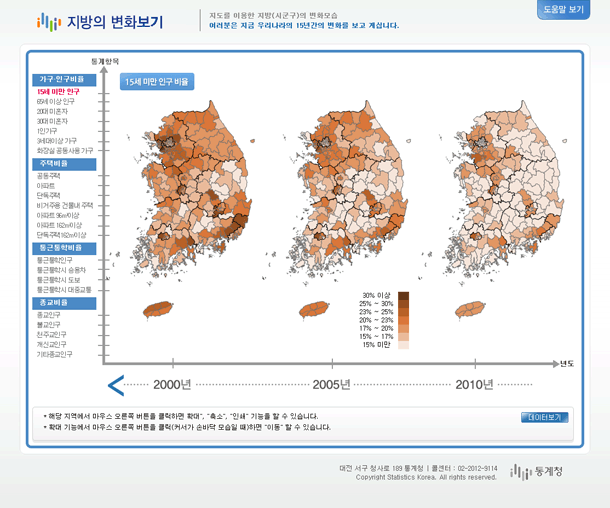 지방의 변화보기
지도를 이용한 지방(시군구)의 변화모습
여러분은 지금 우리나라의 15년간의 변화를 보고 계십니다.
도움말 보기
통계항목
가구·인구비율
15세 미만 인구
65세 이상 인구
20대 미혼자
30대 미혼자
1인가구
3세대이상 가구
화장실 공동사용 가구
주택비율
공동주택
아파트
단독주택
비거주용 건물내 주택
아파트 96㎡이상
아파트 162㎡이상
단독주택 162㎡이상
통근통학비율
통근통학인구
통근통학시 승용차
통근통학시 도보
통근통학시 대중교통
종교비율
종교인구
불교인구
천주교인구
개신교인구
기타종교인구
15세 미만 인구 비율
30% 이상
25% ~ 30%
23% ~ 25%
20% ~ 23%
17% ~ 20%
15% ~ 17%
15% 미만
년도
2000년
2005년
2010년
* 해당 지역에서 마우스 오른쪽 버튼을 클릭하면 확대", "축소", "인쇄" 기능을 할 수 있습니다.
* 확대 기능에서 마우스 오른쪽 버튼을 클릭(커서가 손바닥 모습일 때)하면 "이동" 할 수 있습니다.
데이터보기
대전 서구 청사로 189 통계청 | 콜센터 : 02-2012-9114
Copyright Statistics Korea. All rights reserved.
통계청